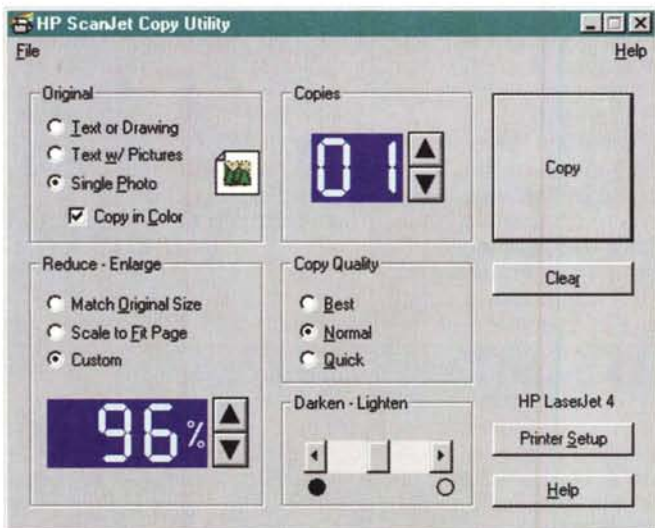 HP ScanJet Copy Utility
File Help
Original
Text or Drawing
Text w/ Pictures
Single Photo
Copy in Color
Copies
01
Copy
Reduce - Enlarge
Match Original Size
Scale to Fit Page
Custom
96%
Copy Quality
Best
Normal
Quick
Clear
Darken - Lighten
HP LaserJet 4
Printer Setup
Help